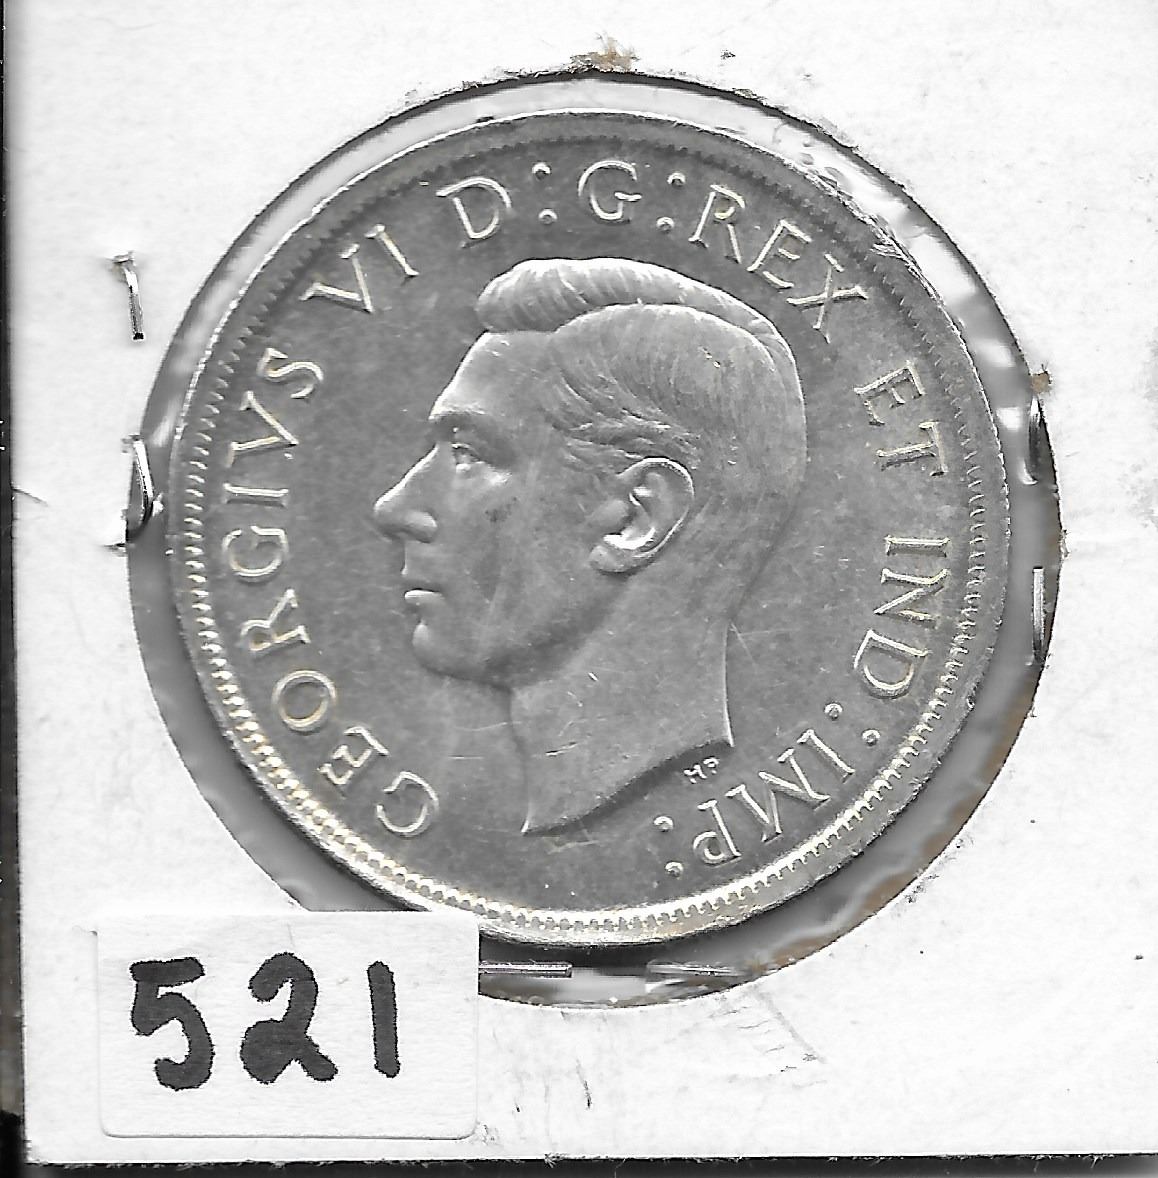 GEORGIVS VI D:G:REX ET IND:IMP:
HP
521